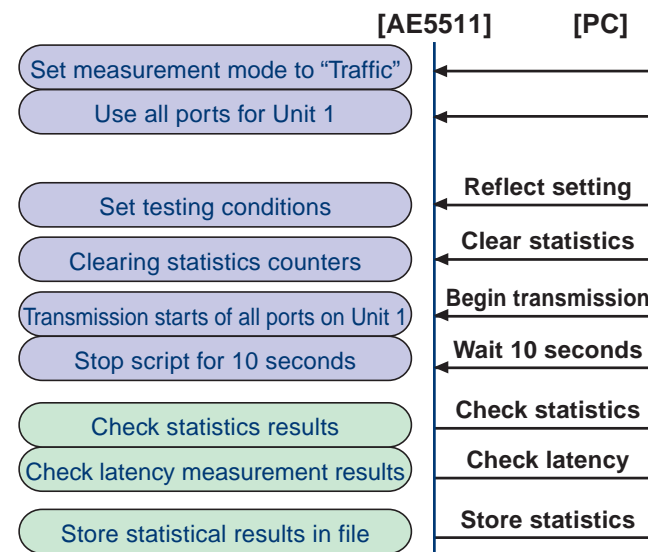 [AE5511] [PC]
Set measurement mode to “Traffic”
Use all ports for Unit 1
Reflect setting
Set testing conditions
Clear statistics
Clearing statistics counters
Begin transmission
Transmission starts of all ports on Unit 1
Wait 10 seconds
Stop script for 10 seconds
Check statistics
Check statistics results
Check latency
Check latency measurement results
Store statistics
Store statistical results in file